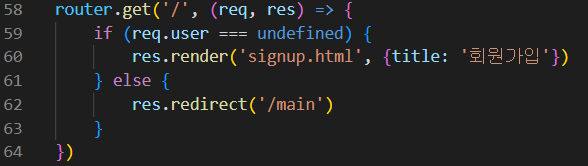 58 router.get('/', (req, res) => {
59     if (req.user === undefined) {
60         res.render('signup.html', {title: '회원가입'})
61     } else {
62         res.redirect('/main')
63     }
64 })